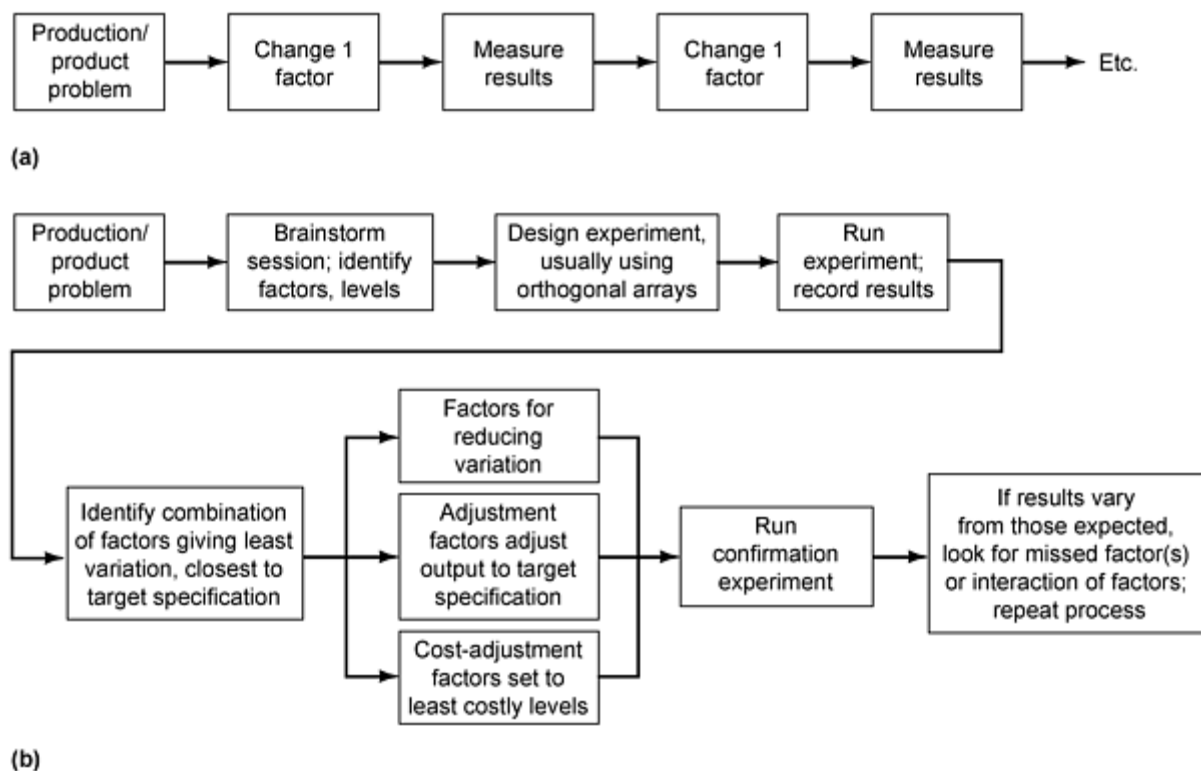 Production/
product
problem
Change 1
factor
Measure
results
Change 1
factor
Measure
results
Etc.
(a)
Production/
product
problem
Brainstorm
session; identify
factors, levels
Design experiment,
usually using
orthogonal arrays
Run
experiment;
record results
Identify combination
of factors giving least
variation, closest to
target specification
Factors for
reducing
variation
Adjustment
factors adjust
output to target
specification
Cost-adjustment
factors set to
least costly levels
Run
confirmation
experiment
If results vary
from those expected,
look for missed factor(s)
or interaction of factors;
repeat process
(b)